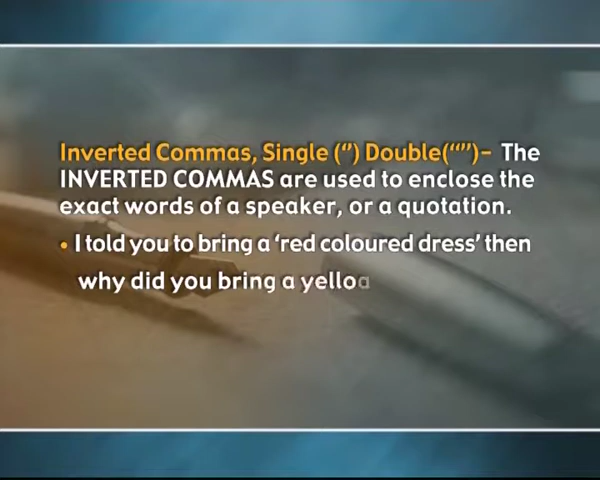 Inverted Commas, Single (‘’) Double(“”)– The
INVERTED COMMAS are used to enclose the
exact words of a speaker, or a quotation.
• I told you to bring a ‘red coloured dress’ then
why did you bring a yelloa